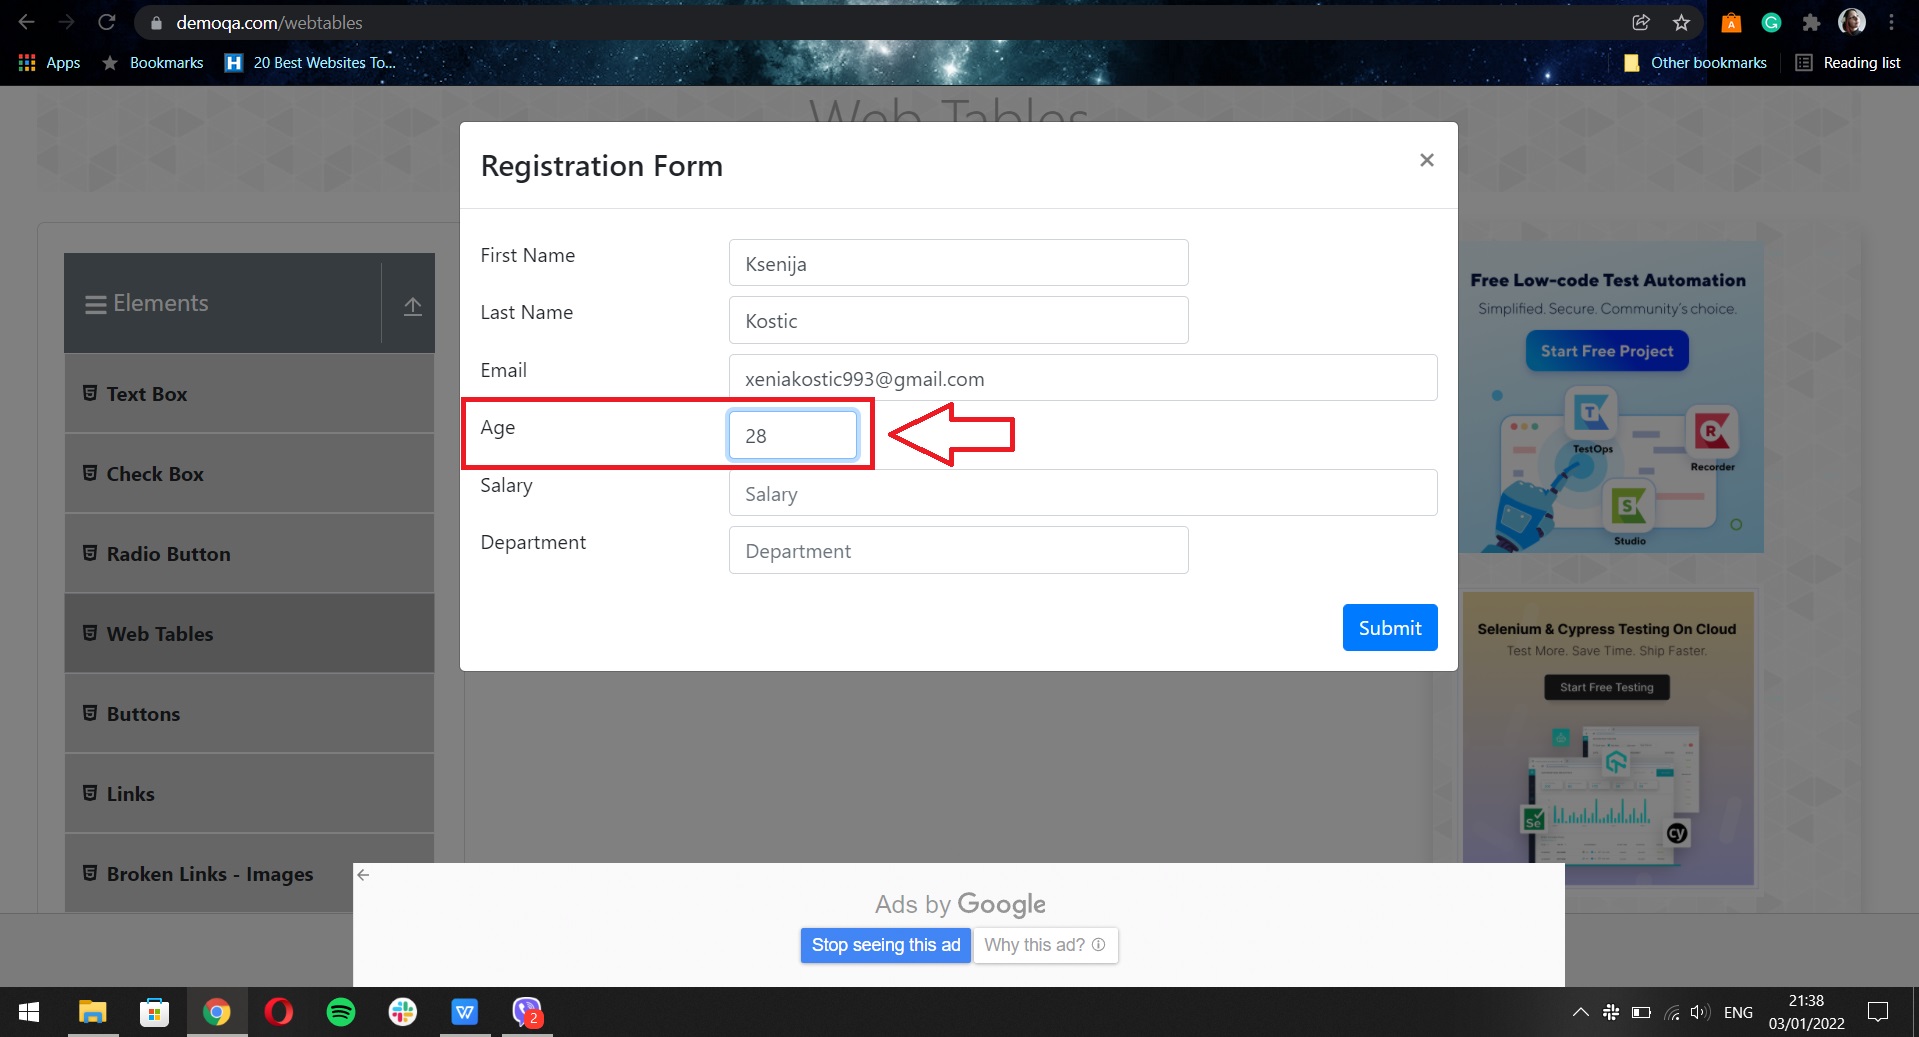 demoqa.com/webtables
Apps
Bookmarks
H 20 Best Websites To...
Other bookmarks
Reading list
Web Tables
Registration Form
×
First Name
Ksenija
Last Name
Kostic
Email
xeniakostic993@gmail.com
Age
28
Salary
Salary
Department
Department
Submit
Elements
Text Box
Check Box
Radio Button
Web Tables
Buttons
Links
Broken Links - Images
Free Low-code Test Automation
Simplified. Secure. Community's choice.
Start Free Project
TestOps
Recorder
Studio
Selenium & Cypress Testing On Cloud
Test More. Save Time. Ship Faster.
Start Free Testing
Se
cy
Ads by Google
Stop seeing this ad
Why this ad?
W
2
ENG
21:38
03/01/2022